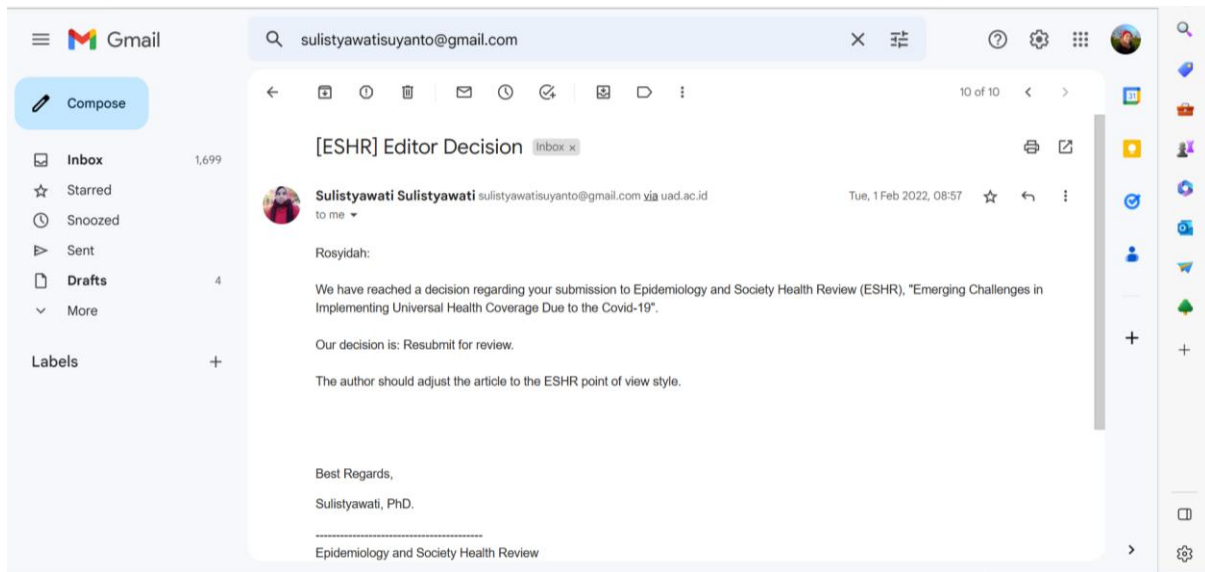 Gmail
sulistyawatisuyanto@gmail.com
Compose
10 of 10
31
[ESHR] Editor Decision Inbox x
Inbox 1,699
Starred
Snoozed
Sent
Drafts 4
More
Labels
Sulistyawati Sulistyawati sulistyawatisuyanto@gmail.com via uad.ac.id Tue, 1 Feb 2022, 08:57
to me
Rosyidah:
We have reached a decision regarding your submission to Epidemiology and Society Health Review (ESHR), "Emerging Challenges in
Implementing Universal Health Coverage Due to the Covid-19".
Our decision is: Resubmit for review.
The author should adjust the article to the ESHR point of view style.
Best Regards,
Sulistyawati, PhD.
------------------------------------------
Epidemiology and Society Health Review